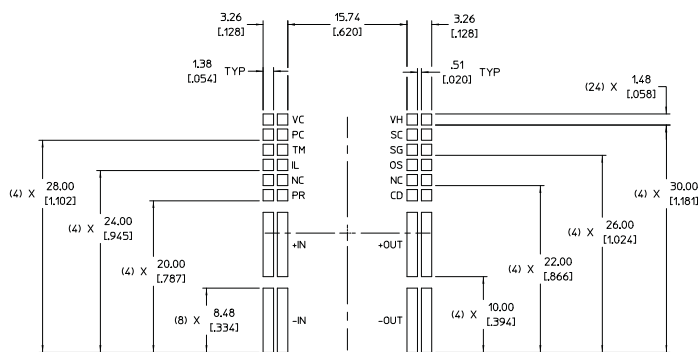 3.26
[.128]
15.74
[.620]
3.26
[.128]
1.38
[.054]
TYP
.51
[.020]
TYP
(24) X
1.48
[.058]
VC
VH
PC
SC
TM
SG
IL
OS
NC
NC
PR
CD
(4) X
28.00
[1.102]
(4) X
30.00
[1.181]
(4) X
24.00
[.945]
(4) X
26.00
[1.024]
+IN
+OUT
(4) X
20.00
[.787]
(4) X
22.00
[.866]
(8) X
8.48
[.334]
-IN
-OUT
(4) X
10.00
[.394]